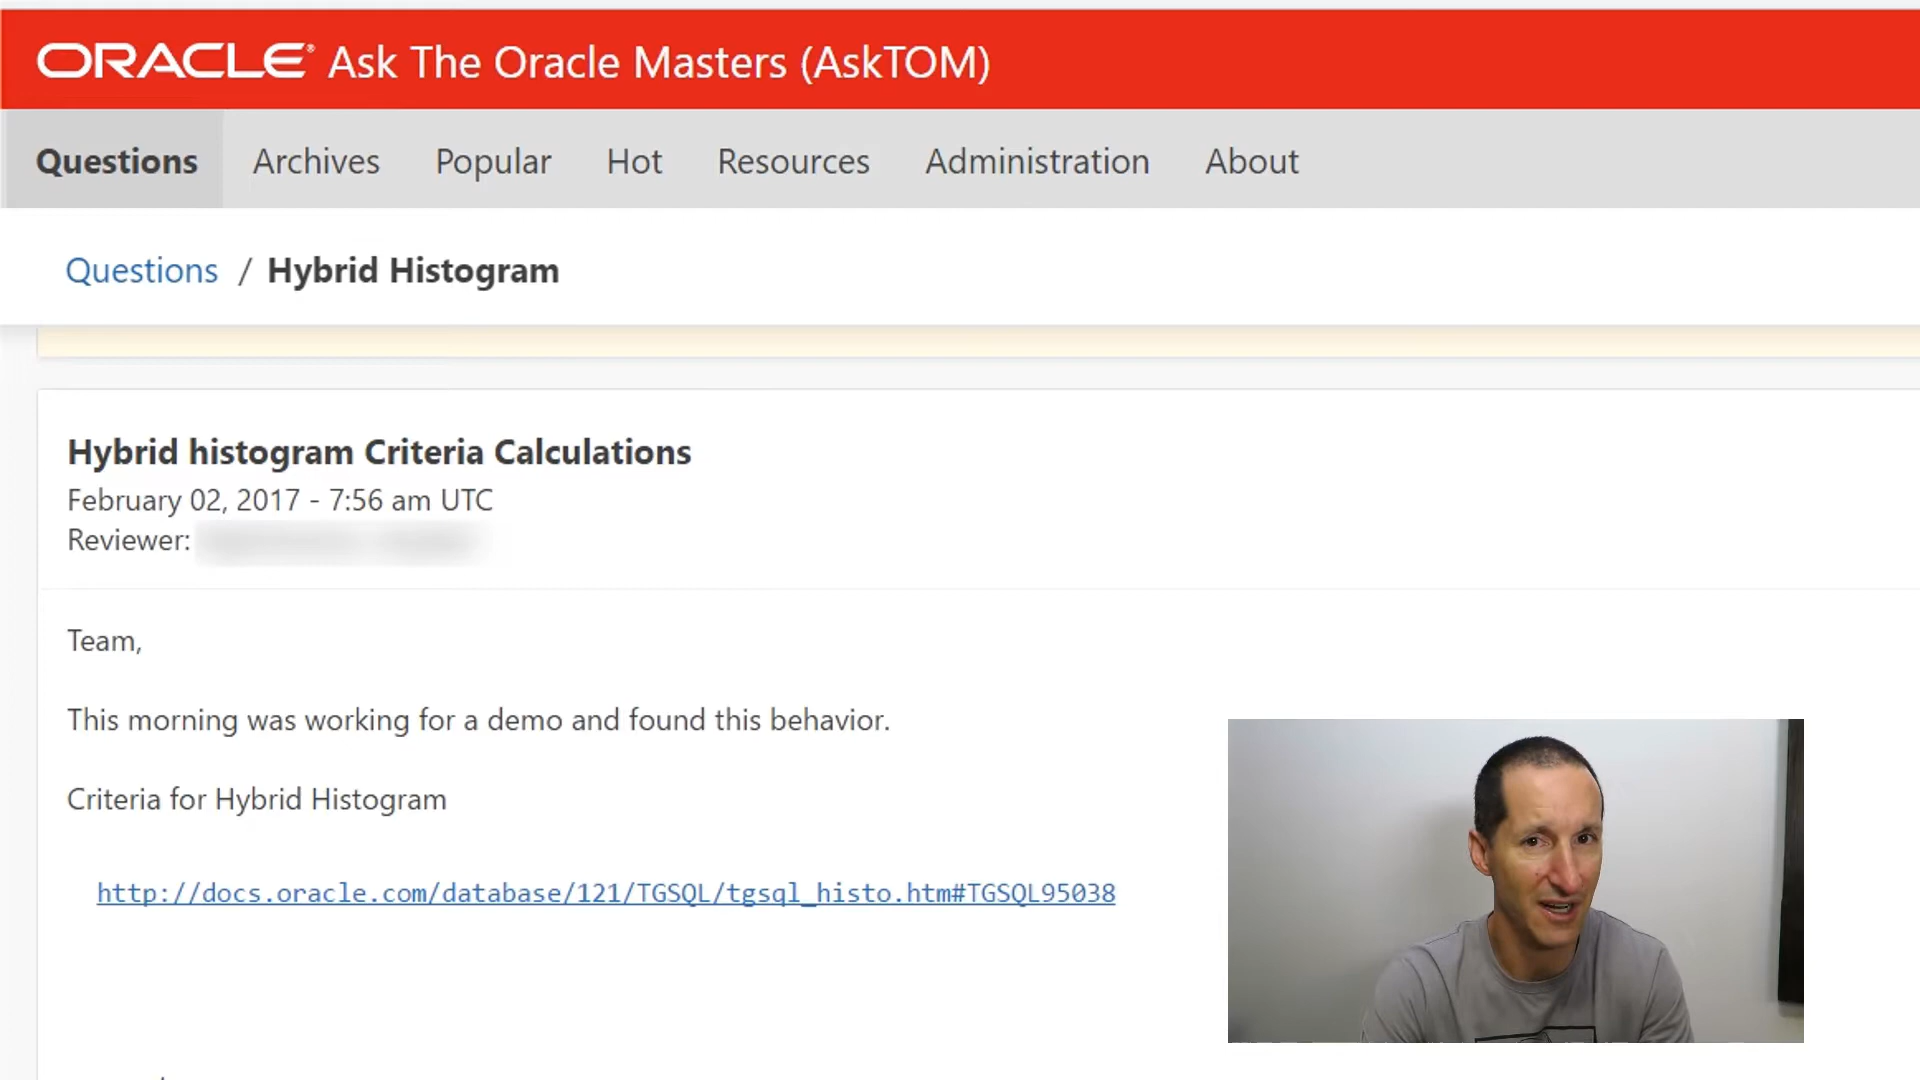 ORACLE® Ask The Oracle Masters (AskTOM)
Questions Archives Popular Hot Resources Administration About
Questions / Hybrid Histogram
Hybrid histogram Criteria Calculations
February 02, 2017 - 7:56 am UTC
Reviewer:
Team,
This morning was working for a demo and found this behavior.
Criteria for Hybrid Histogram
http://docs.oracle.com/database/121/TGSQL/tgsql_histo.htm#TGSQL95038